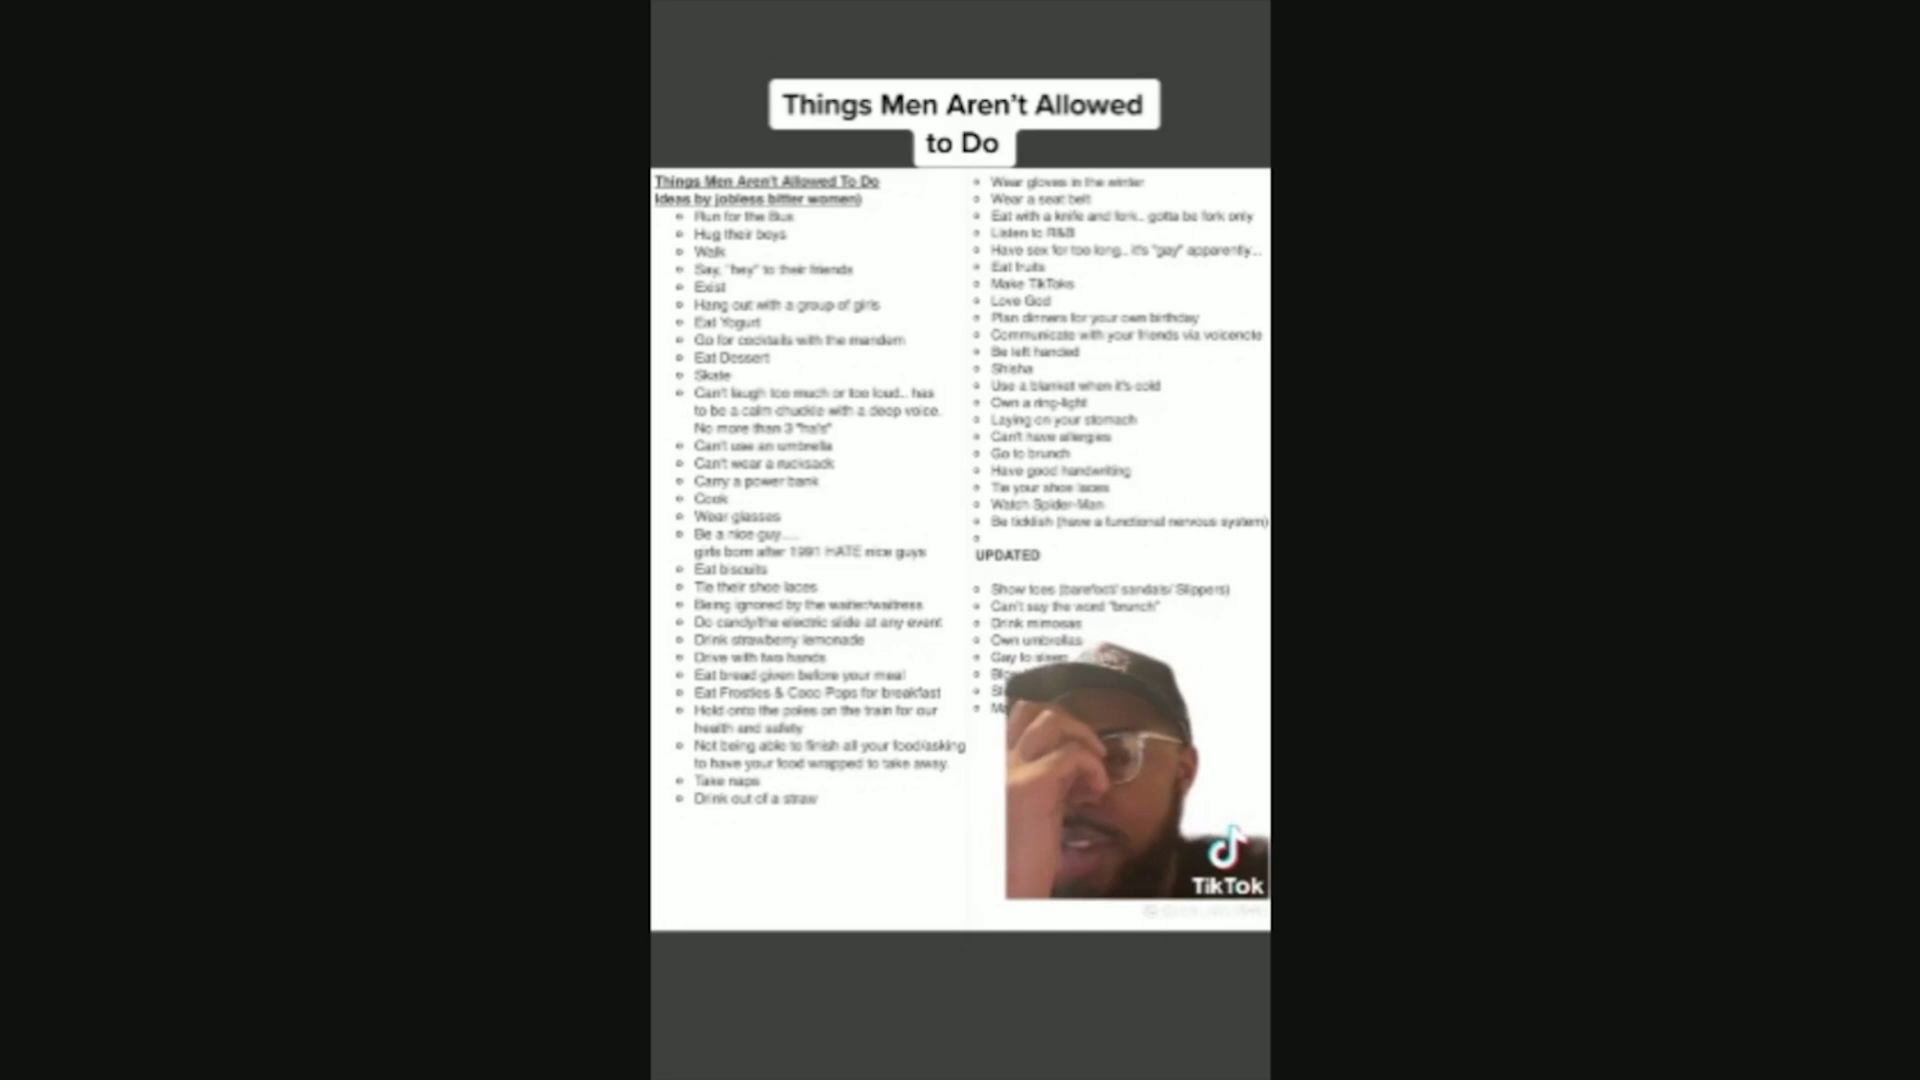 Things Men Aren't Allowed
to Do
Things Men Aren't Allowed To Do
Ideas by jobless bitter women)
Run for the Bus
Hug their boys
Walk
Say, "hey" to their friends
Exist
Hang out with a group of girls
Eat Yogurt
Go for cocktails with the mandem
Eat Dessert
Skate
Can't laugh too much or too loud.. has
to be a calm chuckle with a deep voice.
No more than 3 "ha's"
Can't use an umbrella
Can't wear a rucksack
Carry a power bank
Cook
Wear glasses
Be a nice guy.....
girls born after 1991 HATE nice guys
Eat biscuits
Tie their shoe laces
Being ignored by the waiter/waitress
Do candy/the electric slide at any event
Drink strawberry lemonade
Drive with two hands
Eat bread given before your meal
Eat Frosties & Coco Pops for breakfast
Hold onto the poles on the train for our
health and safety
Not being able to finish all your food/asking
to have your food wrapped to take away.
Take naps
Drink out of a straw
Wear gloves in the winter
Wear a seat belt
Eat with a knife and fork.. gotta be fork only
Listen to R&B
Have sex for too long.. it's "gay" apparently...
Eat fruits
Make TikToks
Love God
Plan dinners for your own birthday
Communicate with your friends via voicenote
Be left handed
Shisha
Use a blanket when it's cold
Own a ring-light
Laying on your stomach
Can't have allergies
Go to brunch
Have good handwriting
Tie your shoe laces
Watch Spider-Man
Be ticklish (have a functional nervous system)
UPDATED
Show toes (barefoot/ sandals/ Slippers)
Can't say the word "brunch"
Drink mimosas
Own umbrellas
Gay to sleep
TikTok